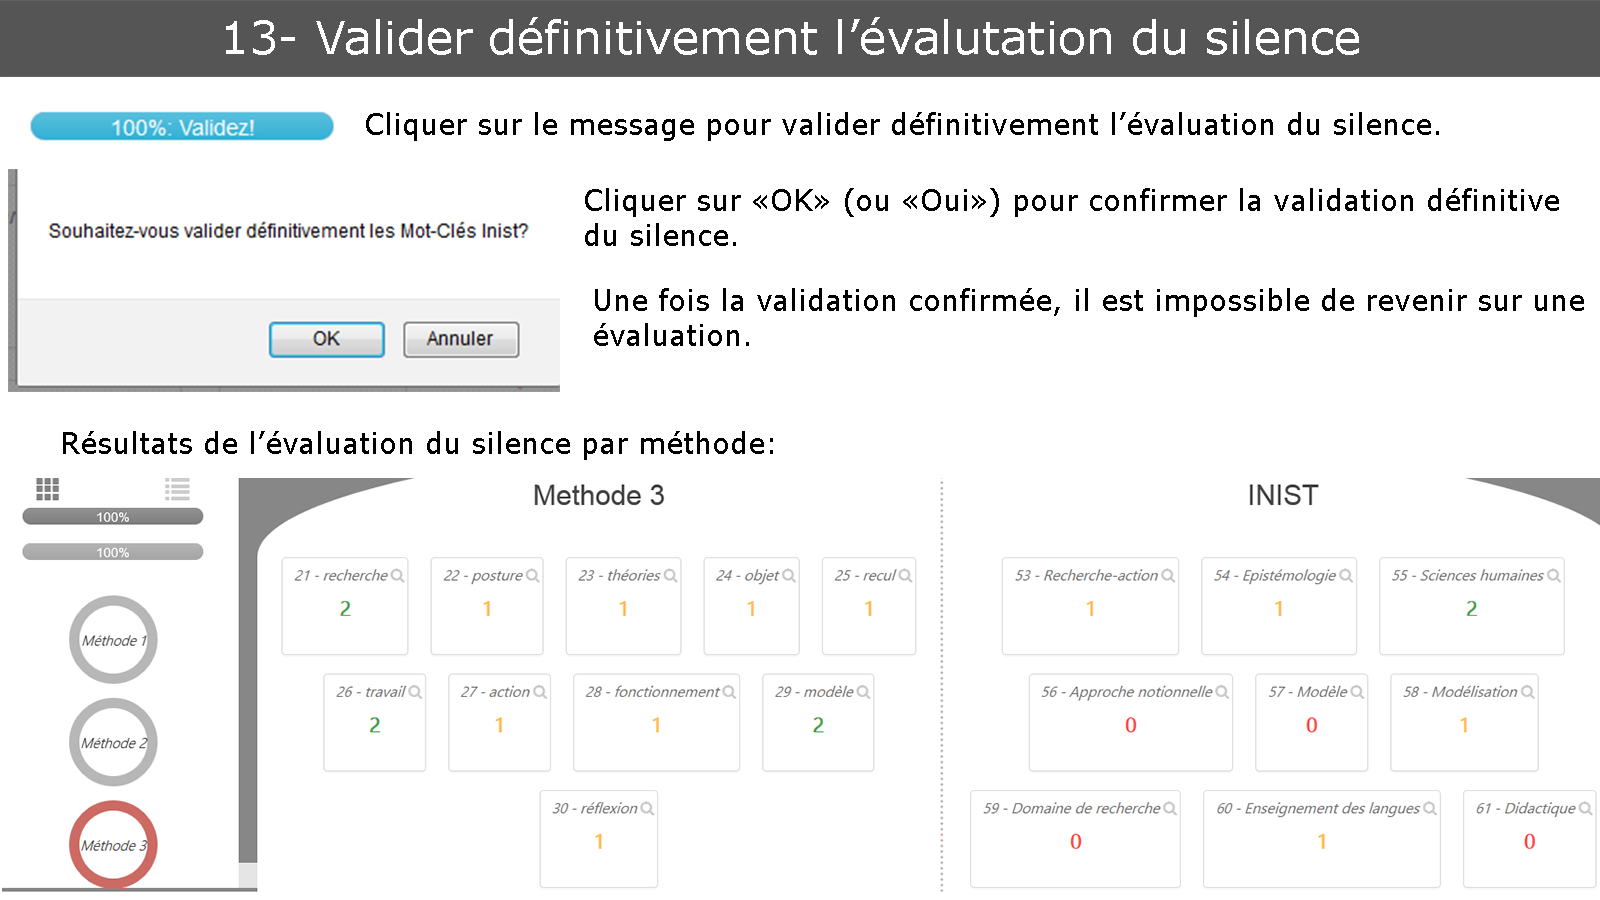 13- Valider définitivement l’évalutation du silence
100%: Validez!
Cliquer sur le message pour valider définitivement l’évaluation du silence.
Souhaitez-vous valider définitivement les Mot-Clés Inist?
OK
Annuler
Cliquer sur «OK» (ou «Oui») pour confirmer la validation définitive
du silence.
Une fois la validation confirmée, il est impossible de revenir sur une
évaluation.
Résultats de l’évaluation du silence par méthode:
100%
100%
Méthode 1
Méthode 2
Méthode 3
Methode 3
21 - recherche
2
22 - posture
1
23 - théories
1
24 - objet
1
25 - recul
1
26 - travail
2
27 - action
1
28 - fonctionnement
1
29 - modèle
2
30 - réflexion
1
INIST
53 - Recherche-action
1
54 - Epistémologie
1
55 - Sciences humaines
2
56 - Approche notionnelle
0
57 - Modèle
0
58 - Modélisation
1
59 - Domaine de recherche
0
60 - Enseignement des langues
1
61 - Didactique
0